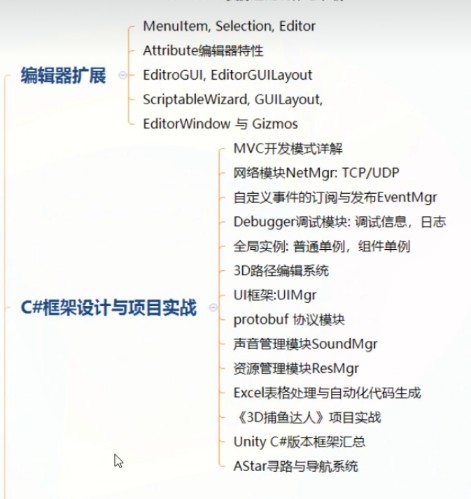 编辑器扩展
MenuItem, Selection, Editor
Attribute编辑器特性
EditroGUI, EditorGUILayout
ScriptableWizard, GUILayout,
EditorWindow 与 Gizmos
C#框架设计与项目实战
MVC开发模式详解
网络模块NetMgr: TCP/UDP
自定义事件的订阅与发布EventMgr
Debugger调试模块: 调试信息，日志
全局实例: 普通单例，组件单例
3D路径编辑系统
UI框架:UIMgr
protobuf 协议模块
声音管理模块SoundMgr
资源管理模块ResMgr
Excel表格处理与自动化代码生成
《3D捕鱼达人》项目实战
Unity C#版本框架汇总
AStar寻路与导航系统